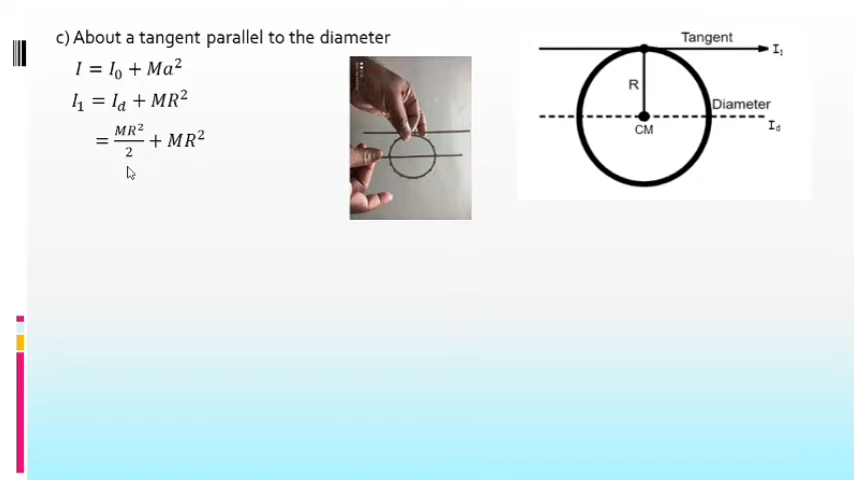 c) About a tangent parallel to the diameter
I = I₀ + Ma²
I₁ = I_d + MR²
= MR²/2 + MR²
Tangent
I₁
R
Diameter
I_d
CM